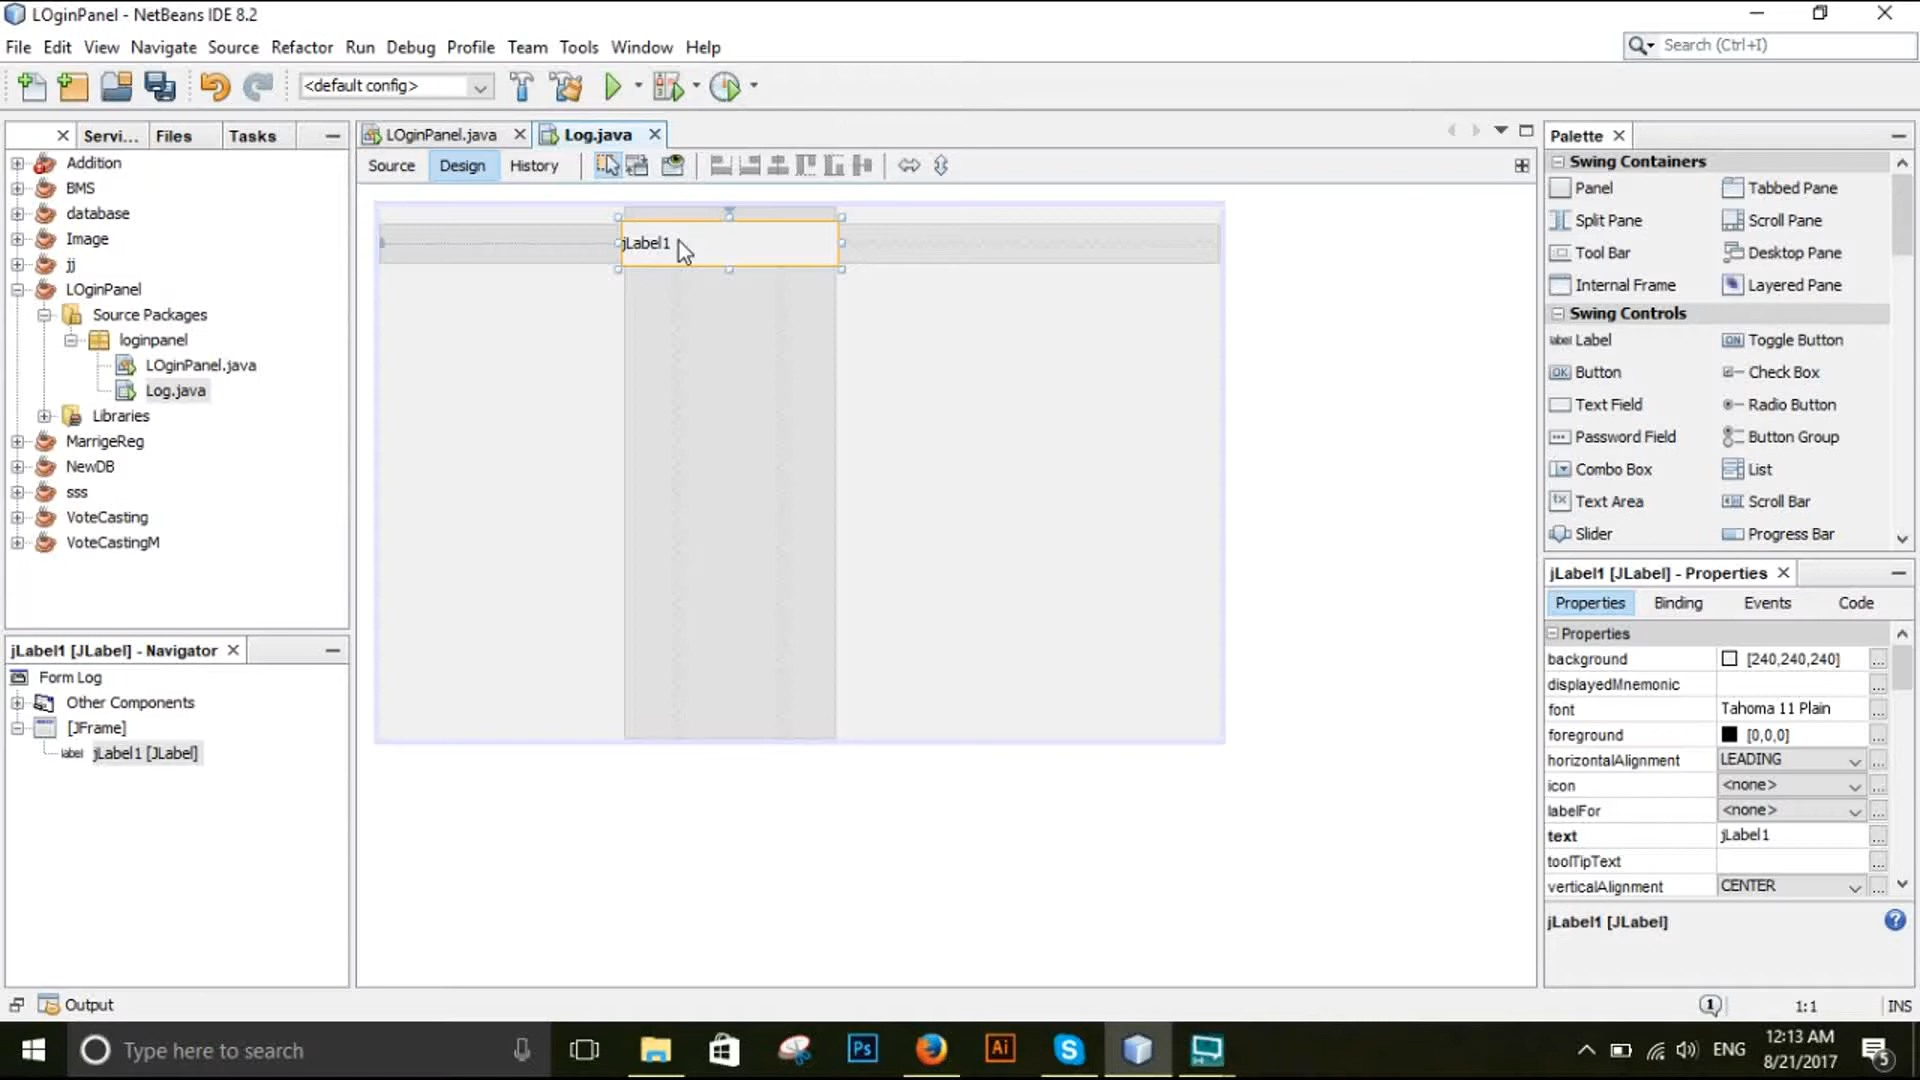 LOginPanel - NetBeans IDE 8.2
File Edit View Navigate Source Refactor Run Debug Profile Team Tools Window Help
Search (Ctrl+I)
<default config>
Servi... Files Tasks
LOginPanel.java Log.java
Palette
Source Design History
Addition
BMS
database
Image
jj
LOginPanel
Source Packages
loginpanel
LOginPanel.java
Log.java
Libraries
MarrigeReg
NewDB
sss
VoteCasting
VoteCastingM
jLabel1
Swing Containers
Panel Tabbed Pane
Split Pane Scroll Pane
Tool Bar Desktop Pane
Internal Frame Layered Pane
Swing Controls
label Label ON Toggle Button
OK Button Check Box
Text Field Radio Button
Password Field Button Group
Combo Box List
Text Area Scroll Bar
Slider Progress Bar
jLabel1 [JLabel] - Properties
Properties Binding Events Code
Properties
background [240,240,240] ...
displayedMnemonic ...
font Tahoma 11 Plain ...
foreground [0,0,0] ...
horizontalAlignment LEADING ...
icon <none> ...
labelFor <none> ...
text jLabel1 ...
toolTipText ...
verticalAlignment CENTER ...
jLabel1 [JLabel]
jLabel1 [JLabel] - Navigator
Form Log
Other Components
[JFrame]
label jLabel1 [JLabel]
Output
1 1:1 INS
Type here to search
Ps Ai S
ENG 12:13 AM
8/21/2017
5